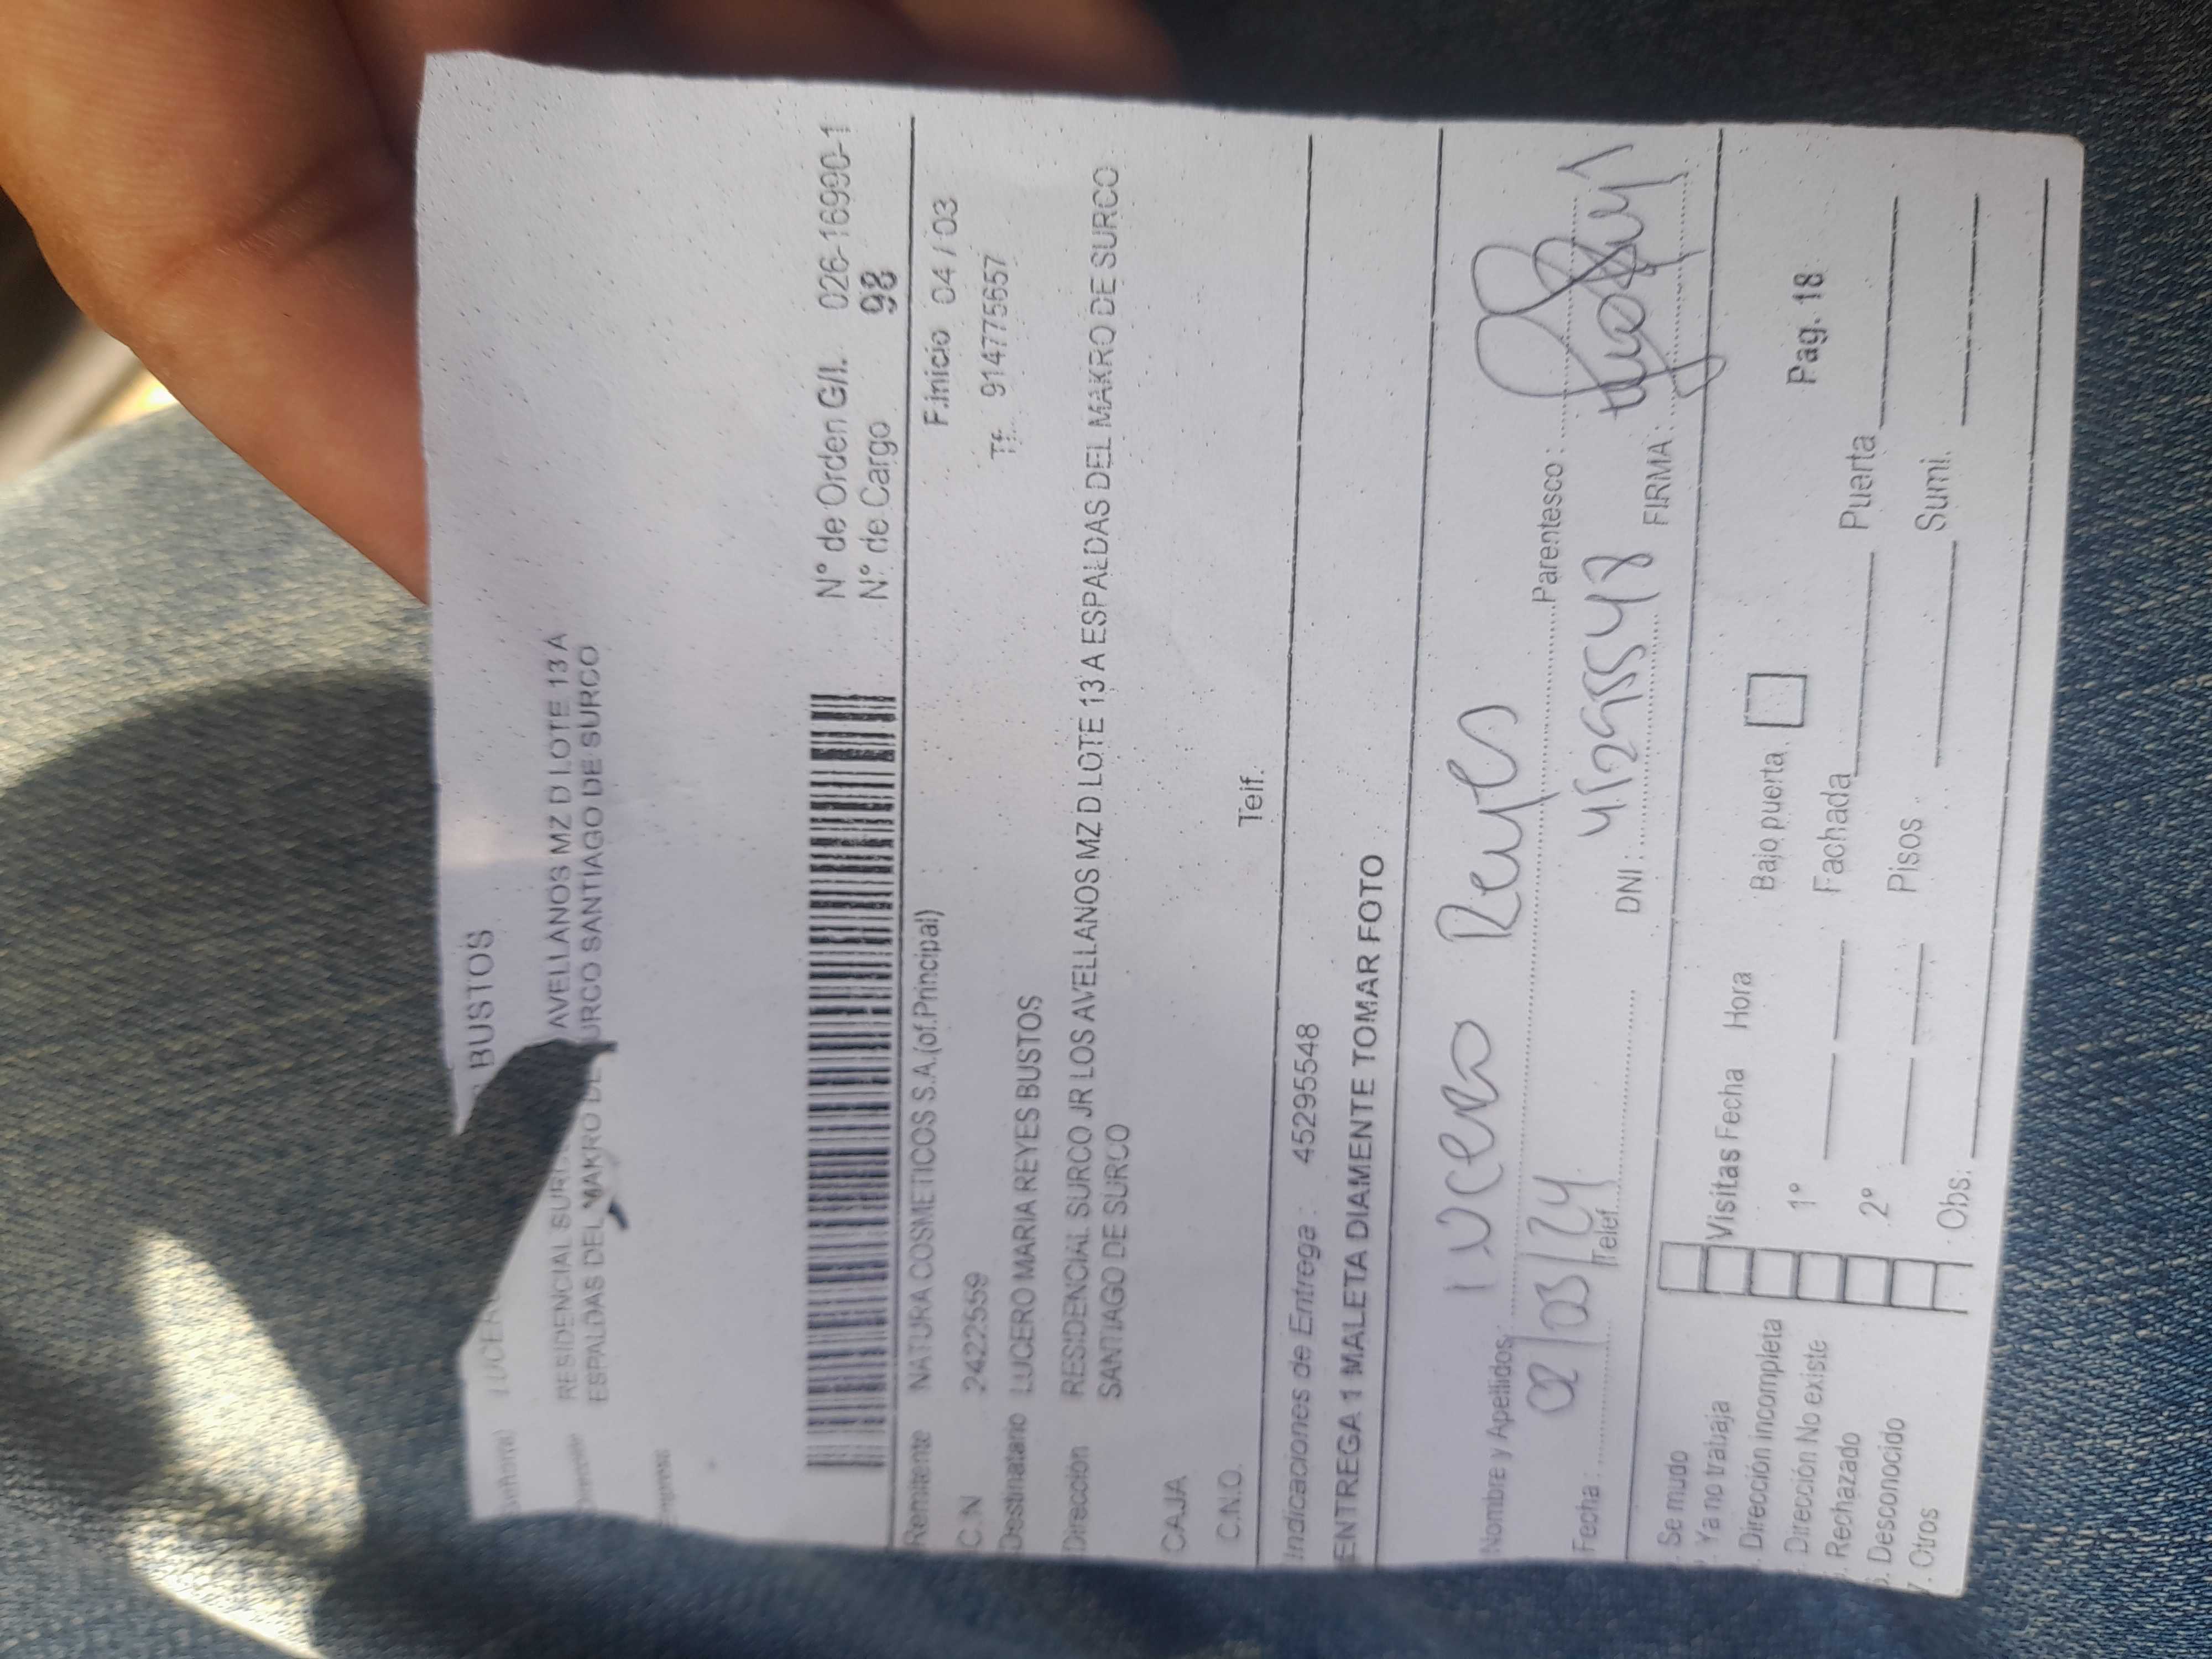 LUCERO BUSTOS
RESIDENCIAL SUR AVELLANOS MZ D LOTE 13 A
ESPALDAS DEL MAKRO DE URCO SANTIAGO DE SURCO
N° de Orden G/I. 026-16990-1
N° de Cargo 98
Remitente NATURA COSMETICOS S.A.(of.Principal) F.inicio 04 / 03
C.N 2422559 Tf. 914775657
Destinatario LUCERO MARIA REYES BUSTOS
Dirección RESIDENCIAL SURCO JR LOS AVELLANOS MZ D LOTE 13 A ESPALDAS DEL MAKRO DE SURCO
SANTIAGO DE SURCO
CAJA
C.N.O. Telf.
Indicaciones de Entrega : 45295548
ENTREGA 1 MALETA DIAMENTE TOMAR FOTO
Nombre y Apellidos: Lucero Reyes Parentesco :
Fecha : 02/03/24 Telef. DNI : 45295548 FIRMA :
Se mudo
Ya no trabaja Visitas Fecha Hora Bajo puerta Pag. 18
Dirección incompleta
Dirección No existe 1° Fachada Puerta
Rechazado
Desconocido 2° Pisos Sumi.
Otros Obs.